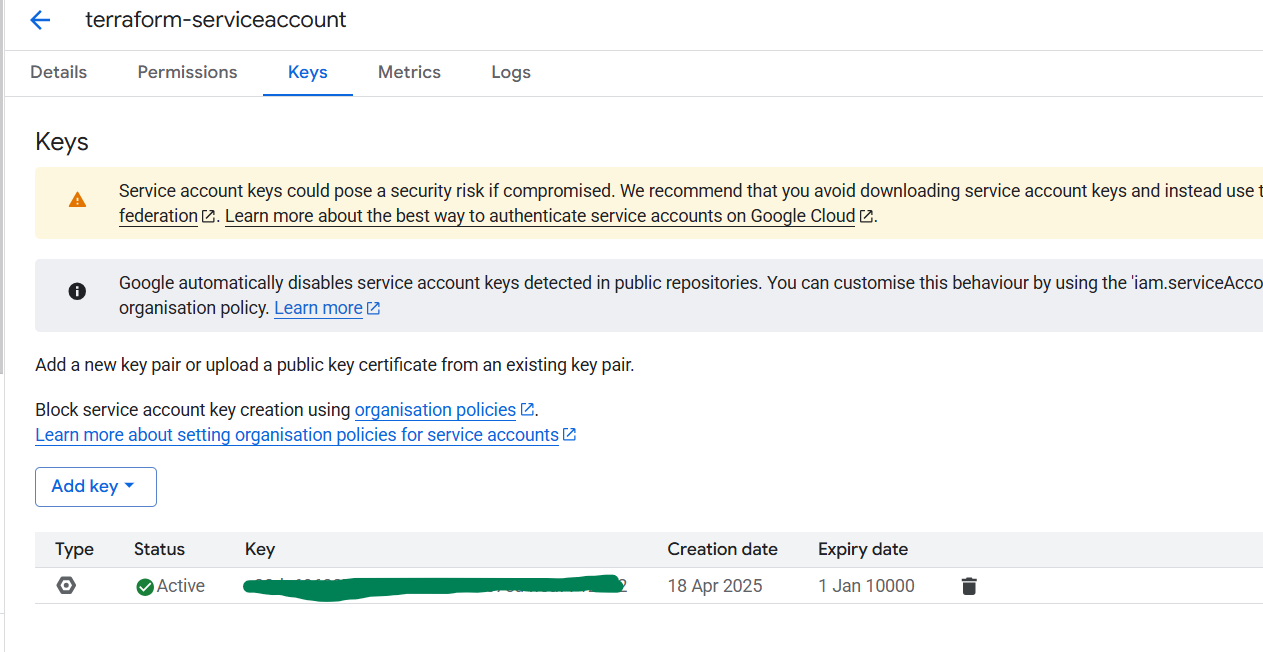 terraform-serviceaccount
Details Permissions Keys Metrics Logs
Keys
Service account keys could pose a security risk if compromised. We recommend that you avoid downloading service account keys and instead use t
federation. Learn more about the best way to authenticate service accounts on Google Cloud.
Google automatically disables service account keys detected in public repositories. You can customise this behaviour by using the 'iam.serviceAcco
organisation policy. Learn more
Add a new key pair or upload a public key certificate from an existing key pair.
Block service account key creation using organisation policies.
Learn more about setting organisation policies for service accounts
Add key
Type Status Key Creation date Expiry date
Active 18 Apr 2025 1 Jan 10000